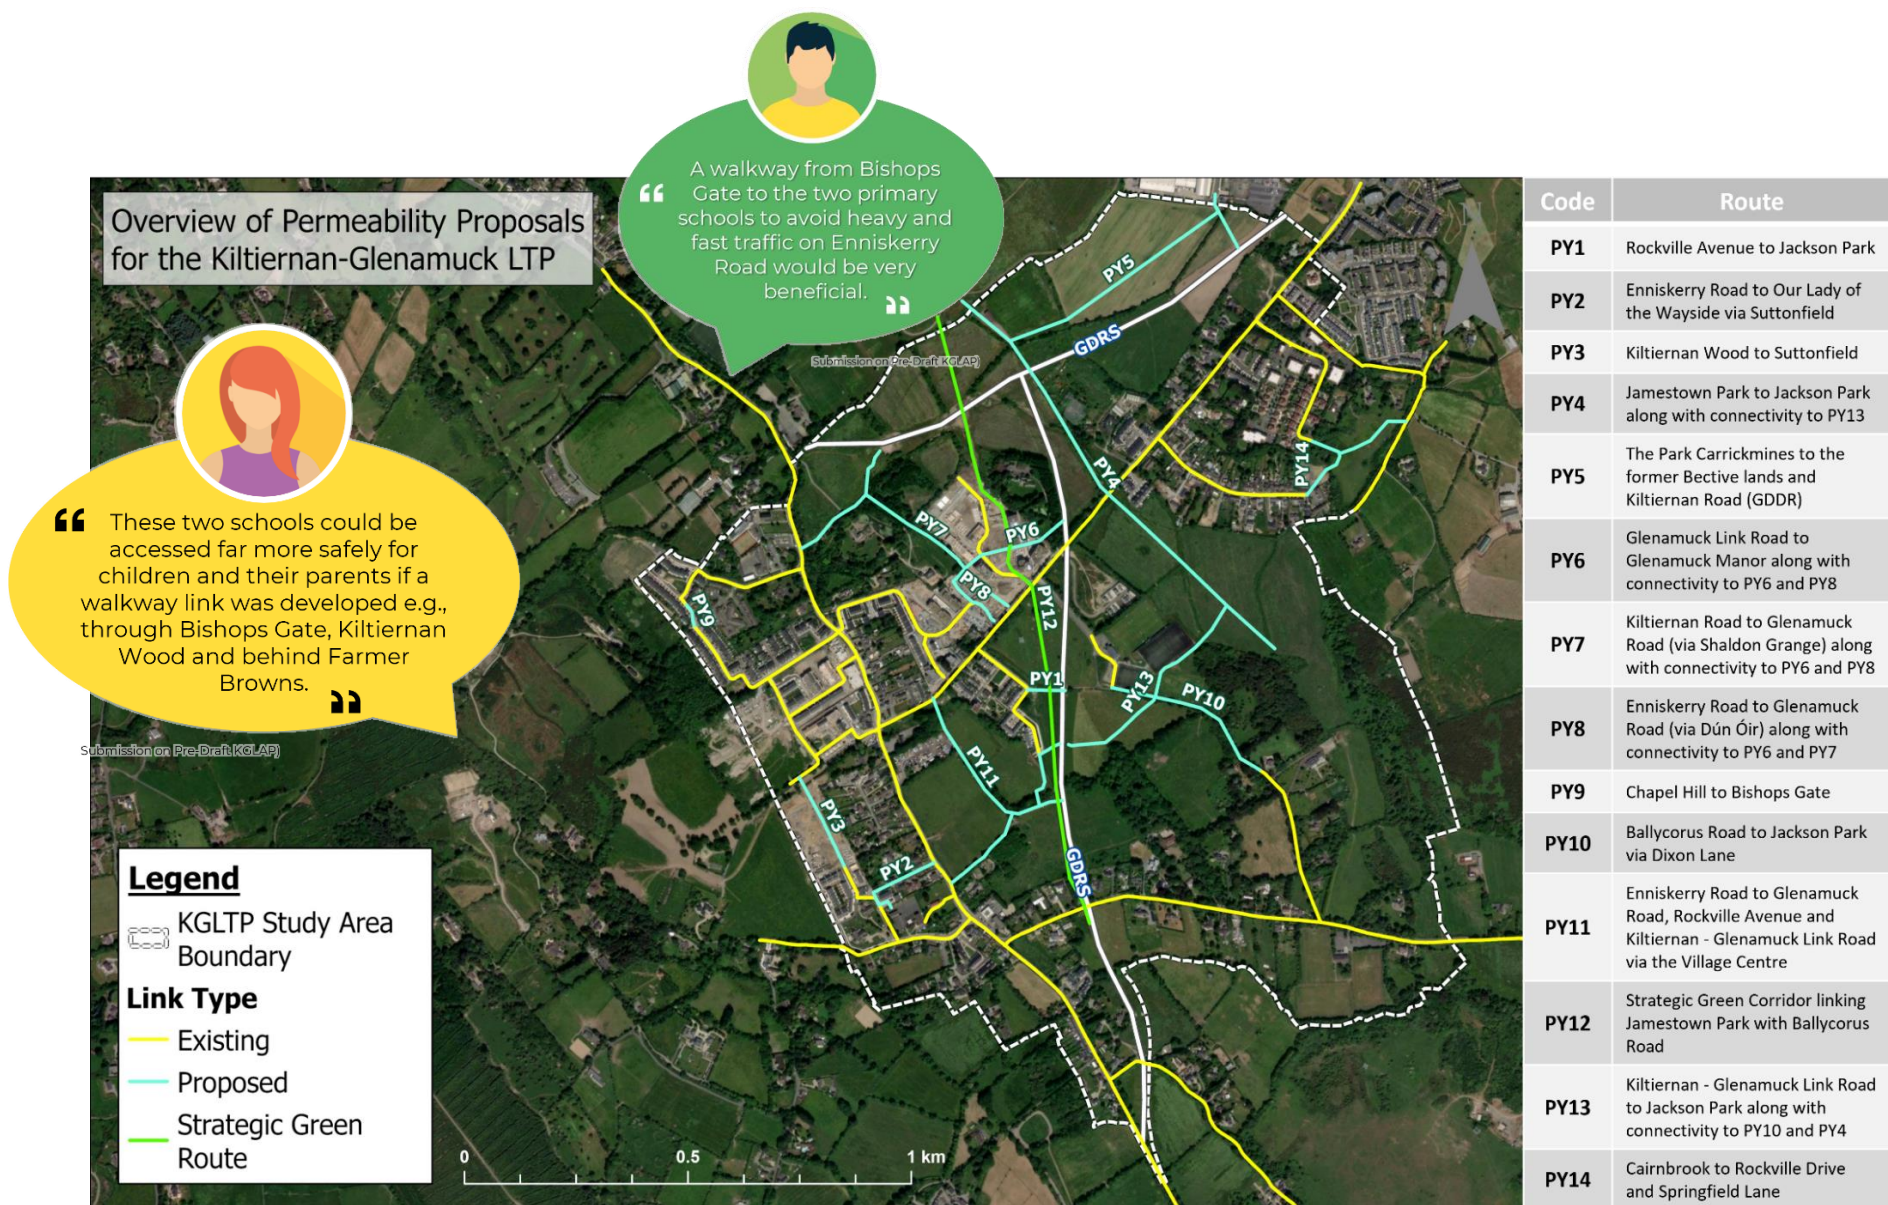 A walkway from Bishops
“ Gate to the two primary
schools to avoid heavy and
fast traffic on Enniskerry
Road would be very
beneficial. ”
Submission on Pre-Draft KGLAP)
Overview of Permeability Proposals
for the Kiltiernan-Glenamuck LTP
“ These two schools could be
accessed far more safely for
children and their parents if a
walkway link was developed e.g.,
through Bishops Gate, Kiltiernan
Wood and behind Farmer
Browns. ”
Submission on Pre-Draft KGLAP)
PY5
GDRS
PY4
PY14
PY7
PY6
PY8
PY12
PY9
PY1
PY13
PY10
PY11
PY3
PY2
GDRS
Legend
KGLTP Study Area
Boundary
Link Type
Existing
Proposed
Strategic Green
Route
0 0.5 1 km
Code Route
PY1 Rockville Avenue to Jackson Park
PY2 Enniskerry Road to Our Lady of
the Wayside via Suttonfield
PY3 Kiltiernan Wood to Suttonfield
PY4 Jamestown Park to Jackson Park
along with connectivity to PY13
PY5 The Park Carrickmines to the
former Bective lands and
Kiltiernan Road (GDDR)
PY6 Glenamuck Link Road to
Glenamuck Manor along with
connectivity to PY6 and PY8
PY7 Kiltiernan Road to Glenamuck
Road (via Shaldon Grange) along
with connectivity to PY6 and PY8
PY8 Enniskerry Road to Glenamuck
Road (via Dún Óir) along with
connectivity to PY6 and PY7
PY9 Chapel Hill to Bishops Gate
PY10 Ballycorus Road to Jackson Park
via Dixon Lane
PY11 Enniskerry Road to Glenamuck
Road, Rockville Avenue and
Kiltiernan - Glenamuck Link Road
via the Village Centre
PY12 Strategic Green Corridor linking
Jamestown Park with Ballycorus
Road
PY13 Kiltiernan - Glenamuck Link Road
to Jackson Park along with
connectivity to PY10 and PY4
PY14 Cairnbrook to Rockville Drive
and Springfield Lane